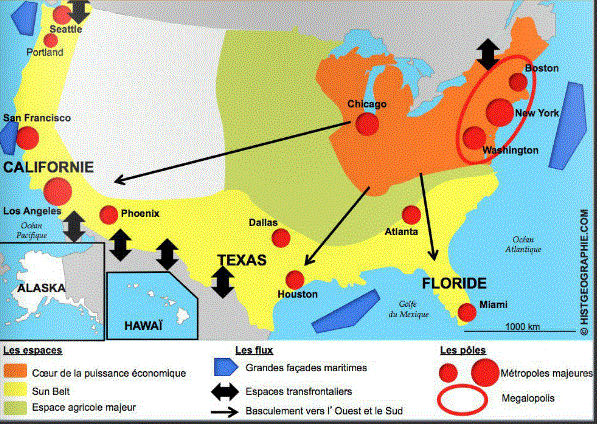 Seattle
Portland
San Francisco
CALIFORNIE
Los Angeles
Phoenix
Océan
Pacifique
Chicago
Boston
New York
Washington
Dallas
TEXAS
Houston
Atlanta
FLORIDE
Miami
Golfe
du Mexique
Océan
Atlantique
1000 km
ALASKA
HAWAÏ
© HISTGEOGRAPHIE.COM
Les espaces
Cœur de la puissance économique
Sun Belt
Espace agricole majeur
Les flux
Grandes façades maritimes
Espaces transfrontaliers
Basculement vers l'Ouest et le Sud
Les pôles
Métropoles majeures
Megalopolis